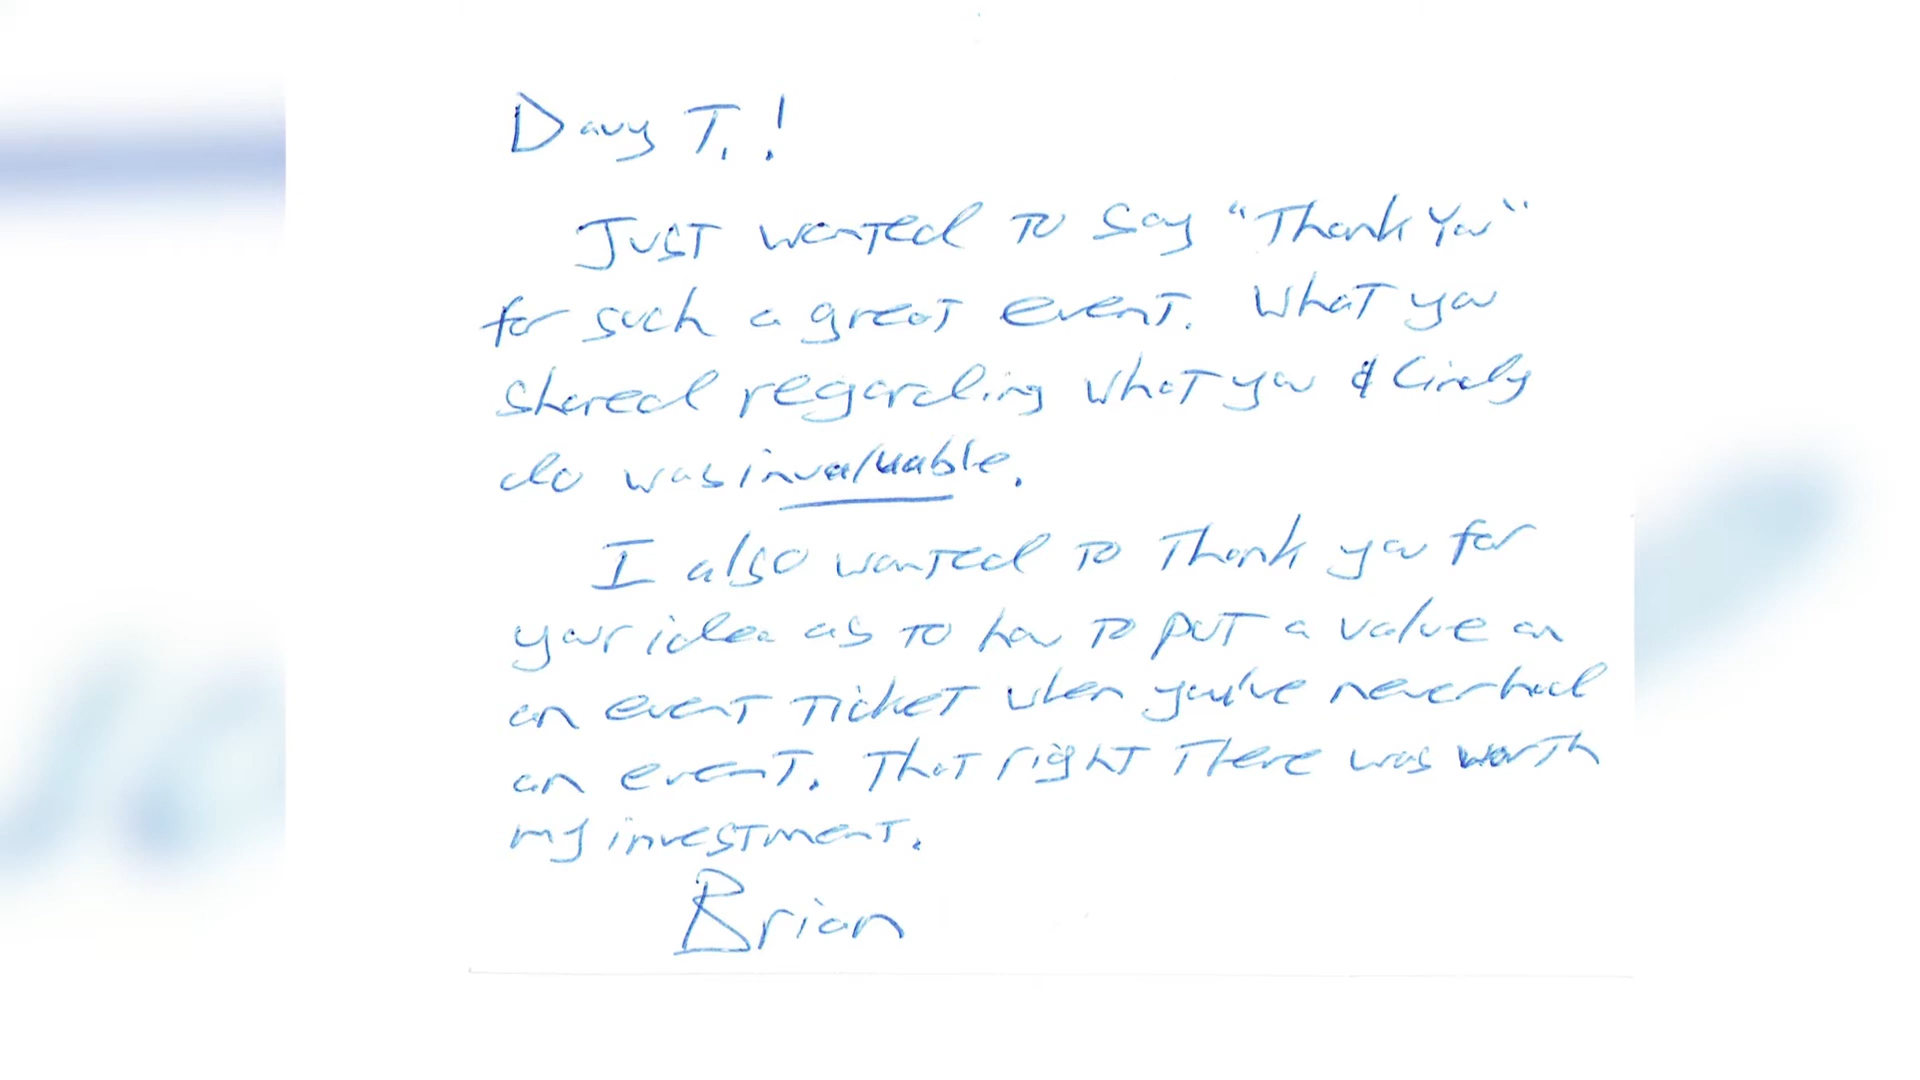 Davy T.!
Just wanted to say "Thank You"
for such a great event. What you
shared regarding what you & Cindy
do was invaluable.
I also wanted to thank you for
your idea as to how to put a value on
an event ticket when you've never had
an event. That right there was worth
my investment.
Brian